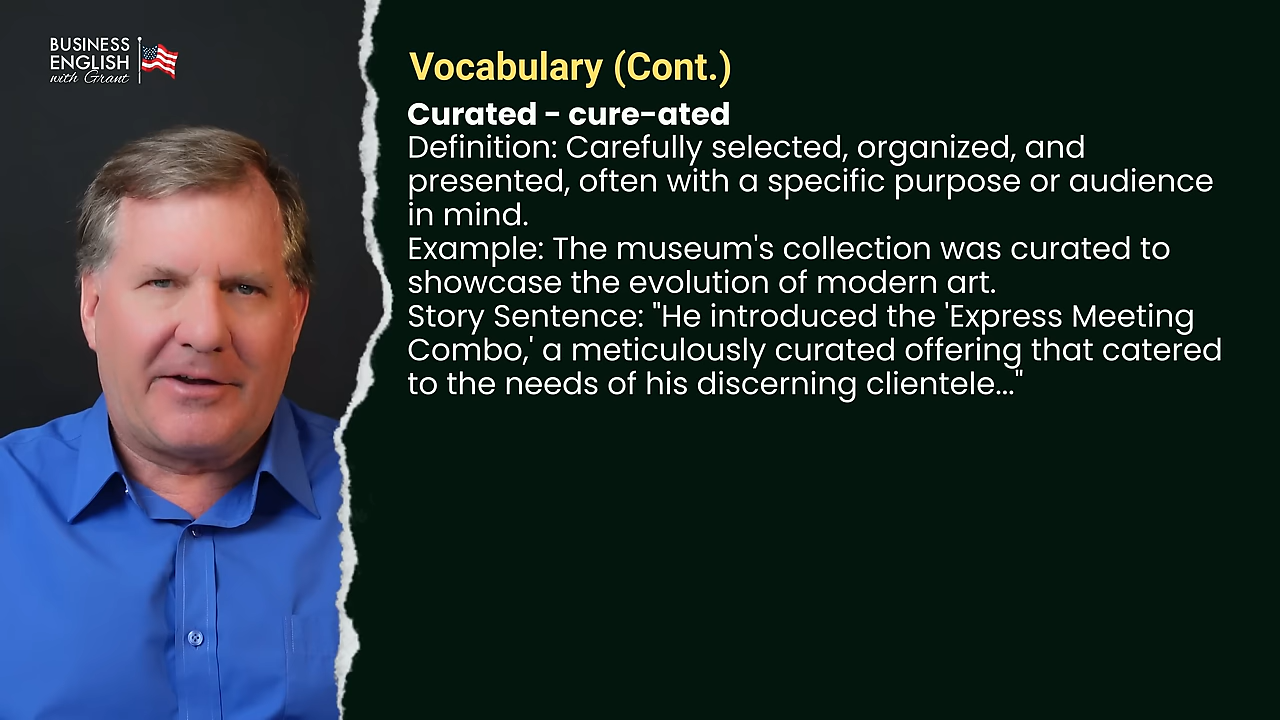 BUSINESS
ENGLISH
with Grant
Vocabulary (Cont.)
Curated - cure-ated
Definition: Carefully selected, organized, and
presented, often with a specific purpose or audience
in mind.
Example: The museum's collection was curated to
showcase the evolution of modern art.
Story Sentence: "He introduced the 'Express Meeting
Combo,' a meticulously curated offering that catered
to the needs of his discerning clientele..."